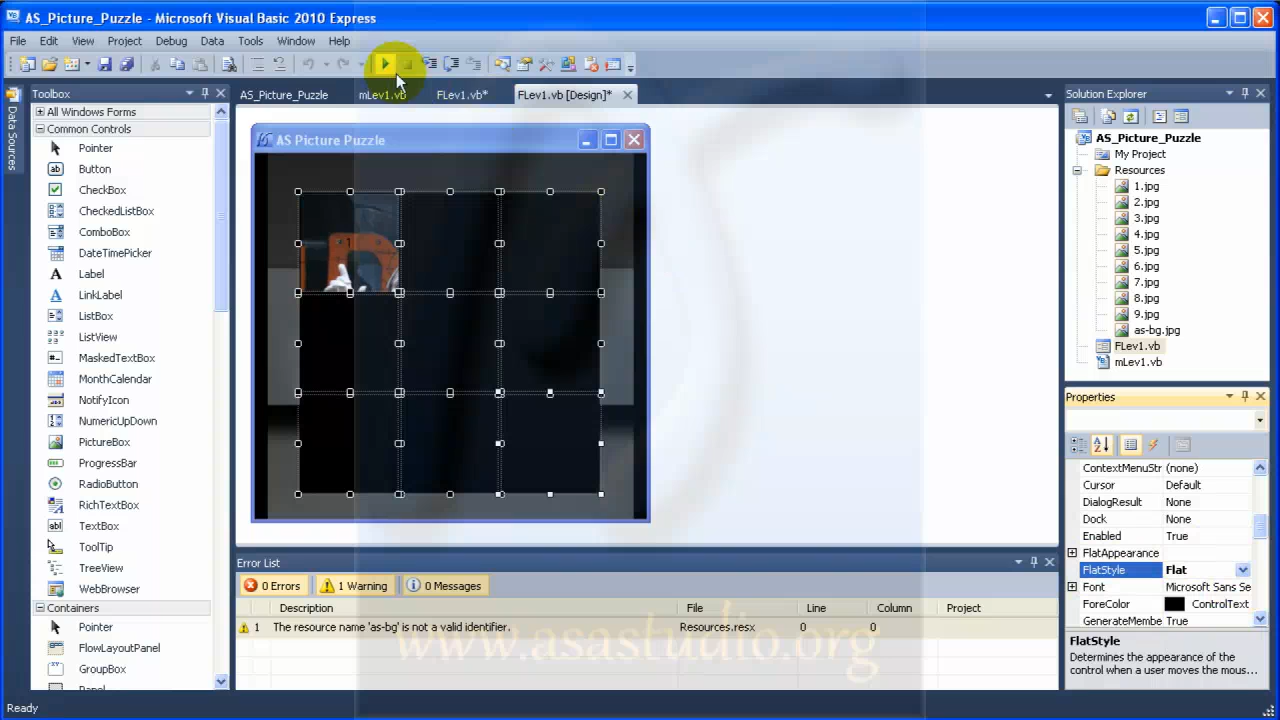 AS_Picture_Puzzle - Microsoft Visual Basic 2010 Express
File Edit View Project Debug Data Tools Window Help
Data Sources
Toolbox
All Windows Forms
Common Controls
Pointer
Button
CheckBox
CheckedListBox
ComboBox
DateTimePicker
Label
LinkLabel
ListBox
ListView
MaskedTextBox
MonthCalendar
NotifyIcon
NumericUpDown
PictureBox
ProgressBar
RadioButton
RichTextBox
TextBox
ToolTip
TreeView
WebBrowser
Containers
Pointer
FlowLayoutPanel
GroupBox
Panel
AS_Picture_Puzzle mLev1.vb FLev1.vb* FLev1.vb [Design]*
AS Picture Puzzle
Error List
0 Errors 1 Warning 0 Messages
Description File Line Column Project
1 The resource name 'as-bg' is not a valid identifier. Resources.resx 0 0
www.asastudio.org
Solution Explorer
AS_Picture_Puzzle
My Project
Resources
1.jpg
2.jpg
3.jpg
4.jpg
5.jpg
6.jpg
7.jpg
8.jpg
9.jpg
as-bg.jpg
FLev1.vb
mLev1.vb
Properties
ContextMenuStr (none)
Cursor Default
DialogResult None
Dock None
Enabled True
FlatAppearance
FlatStyle Flat
Font Microsoft Sans Se
ForeColor ControlText
GenerateMembe True
FlatStyle
Determines the appearance of the
control when a user moves the mous...
Ready